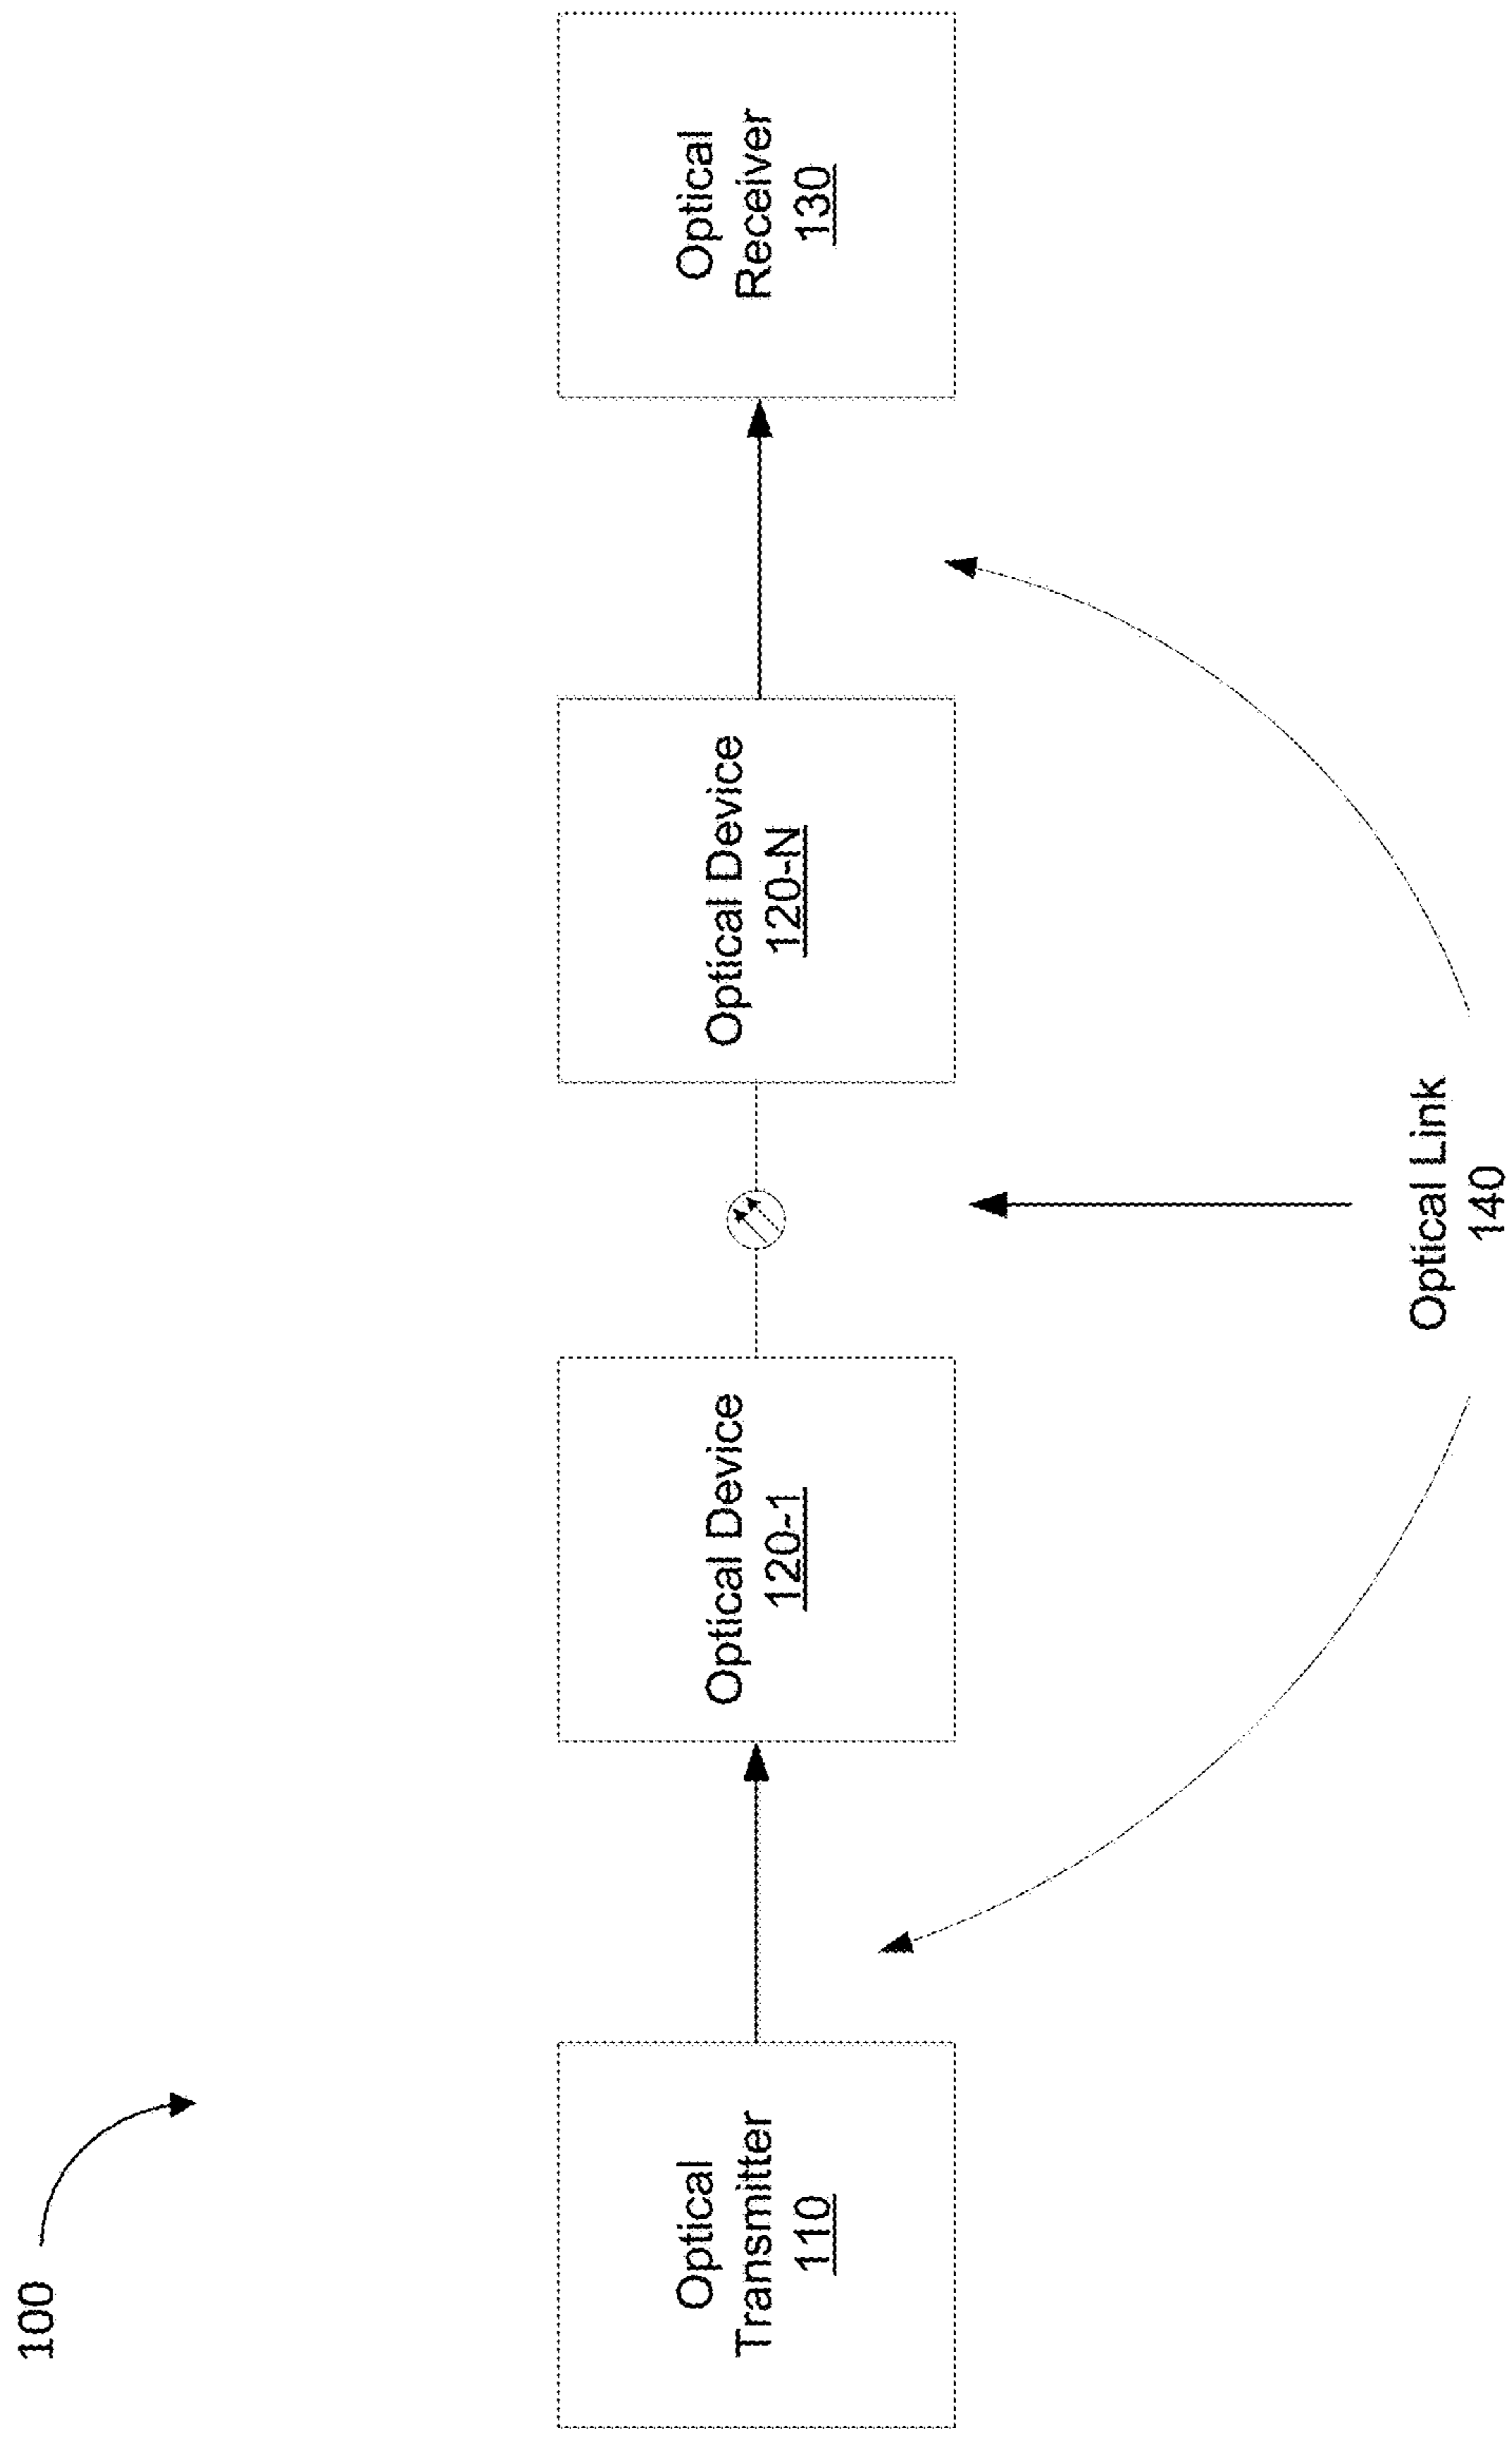 100
Optical
Transmitter
110
Optical Device
120-1
Optical Device
120-N
Optical
Receiver
130
Optical Link
140